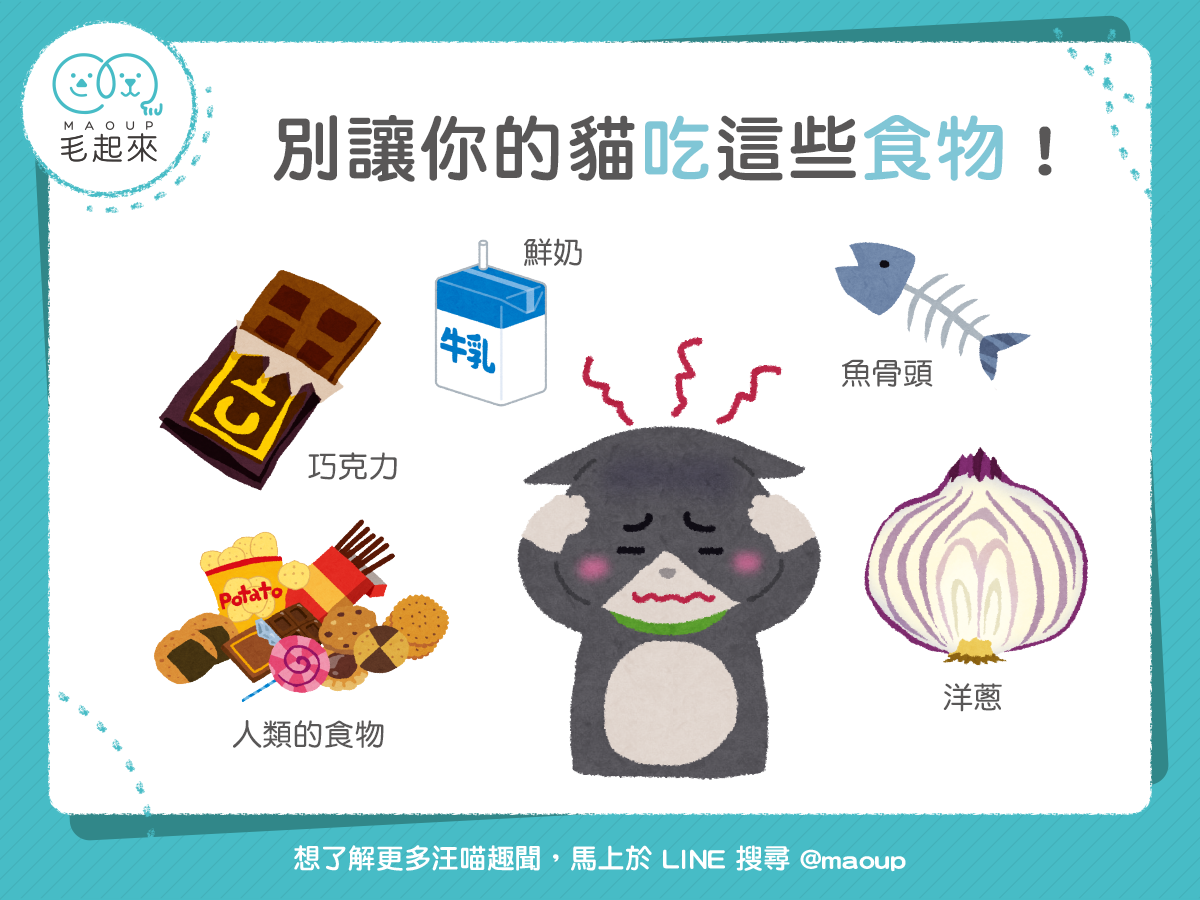 MAOUP
毛起來
別讓你的貓吃這些食物！
鮮奶
牛乳
魚骨頭
巧克力
Potato
人類的食物
洋蔥
想了解更多汪喵趣聞，馬上於 LINE 搜尋 @maoup